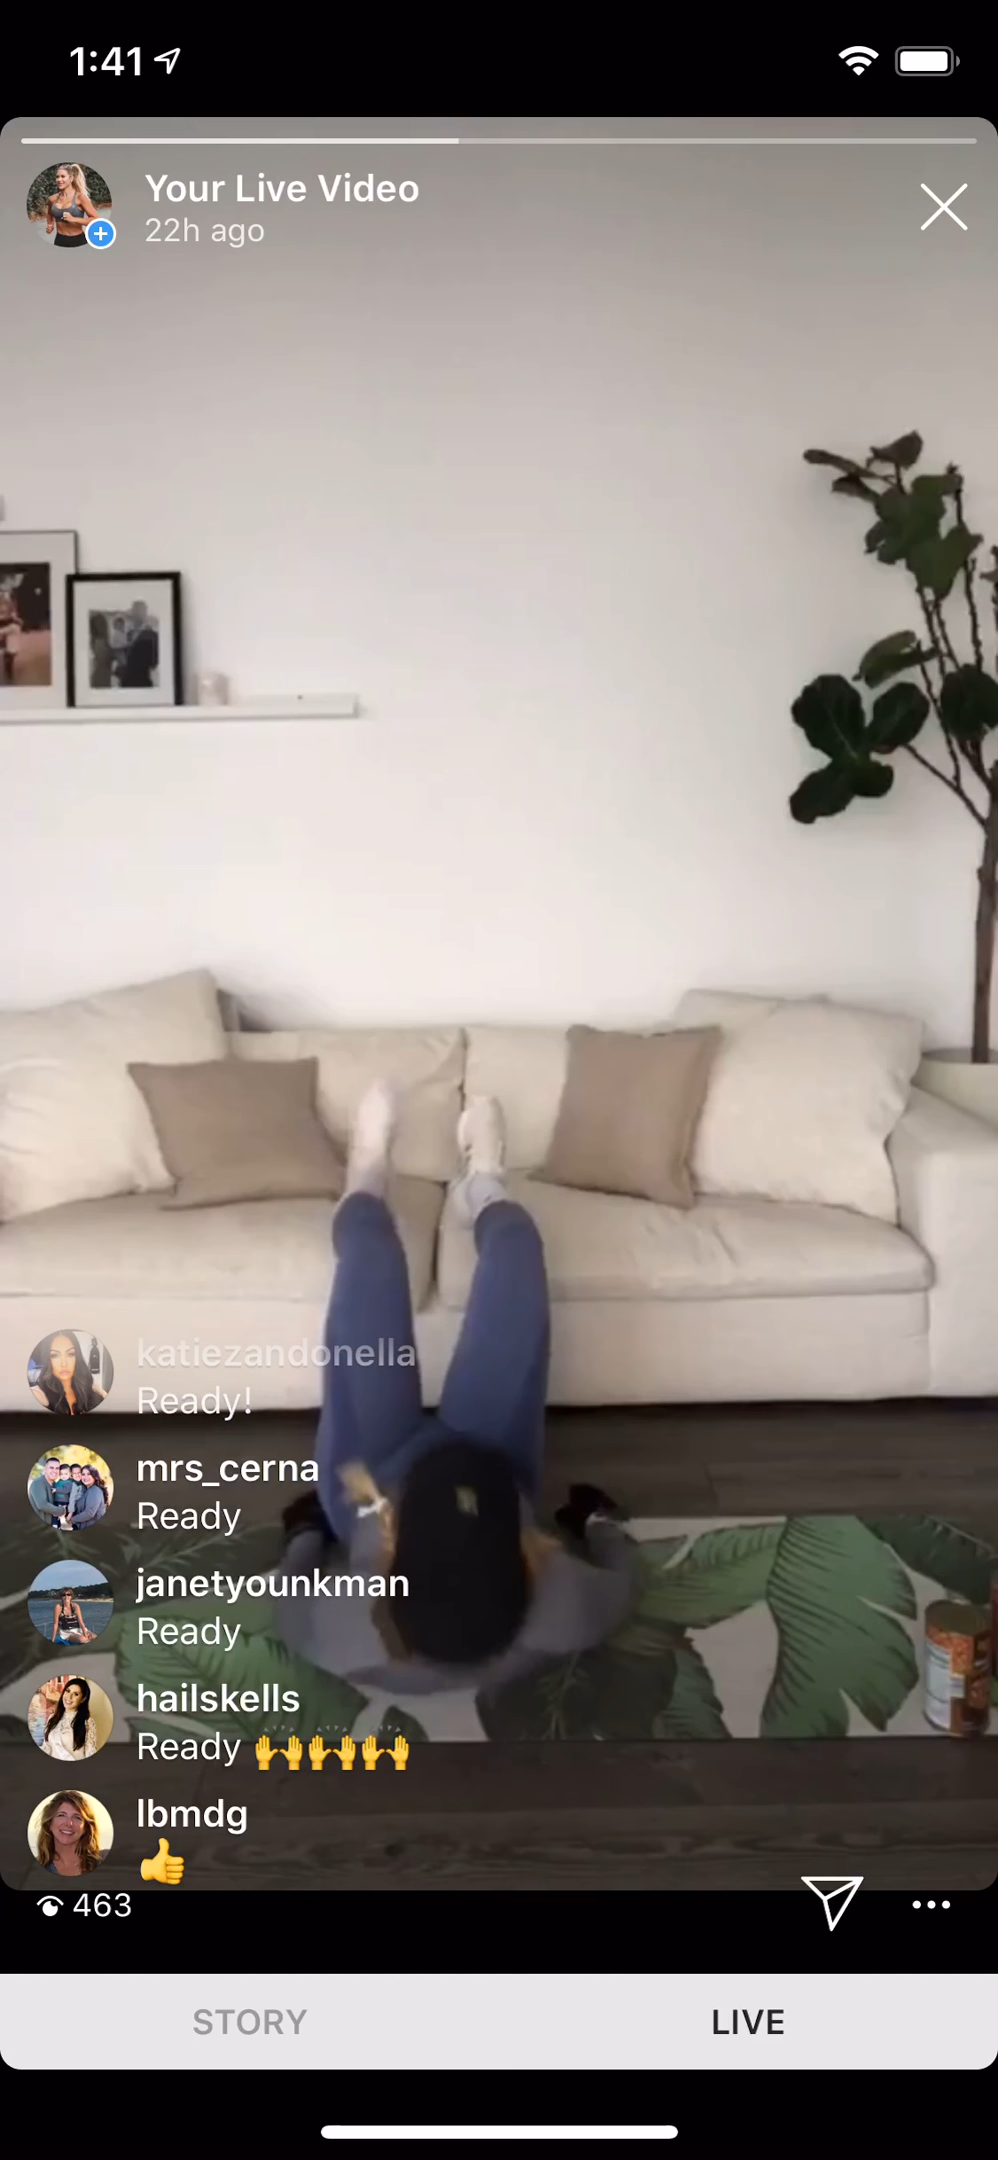 1:41
Your Live Video
22h ago
katiezandonella
Ready!
mrs_cerna
Ready
janetyounkman
Ready
hailskells
Ready 🙌🙌🙌
lbmdg
👍
463
STORY
LIVE